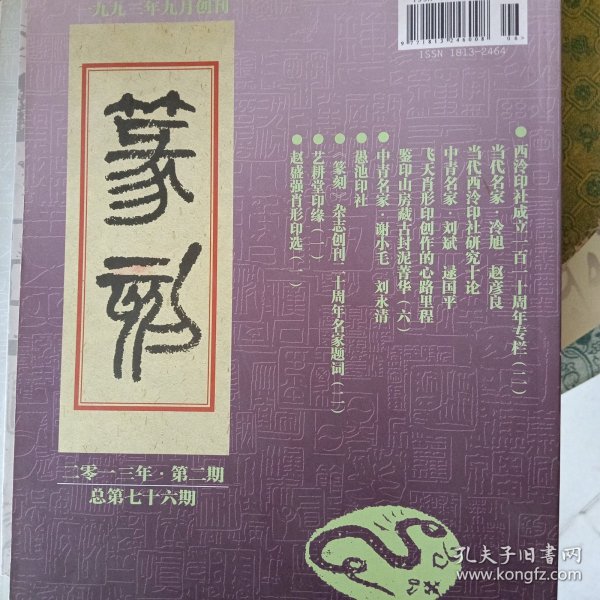 一九九三年九月创刊
篆刻
二零一三年·第二期
总第七十六期
9 771813 246008 06
ISSN 1813-2464
●西泠印社成立一百一十周年专栏(二)
当代名家·冷旭 赵彦良
当代西泠印社研究十论
中青名家·刘斌 逯国平
飞天肖形印创作的心路里程
鉴印山房藏古封泥菁华(六)
●中青名家·谢小毛 刘永清
●愚池印社
●《篆刻》杂志创刊二十周年名家题词(二)
●艺耕堂印缘(一)
●赵盛强肖形印选(一)
孔夫子旧书网
www.kongfz.com